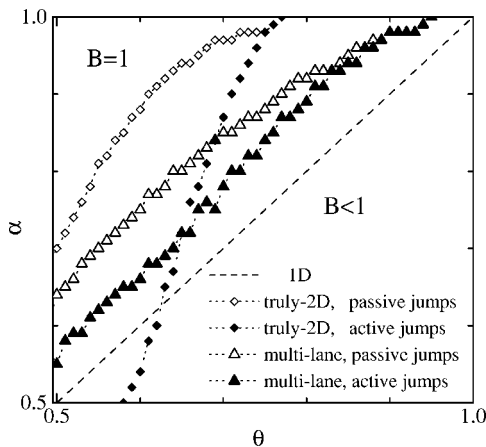 1.0
B=1
α
B<1
1D
truly-2D, passive jumps
truly-2D, active jumps
multi-lane, passive jumps
multi-lane, active jumps
0.5
0.5
θ
1.0